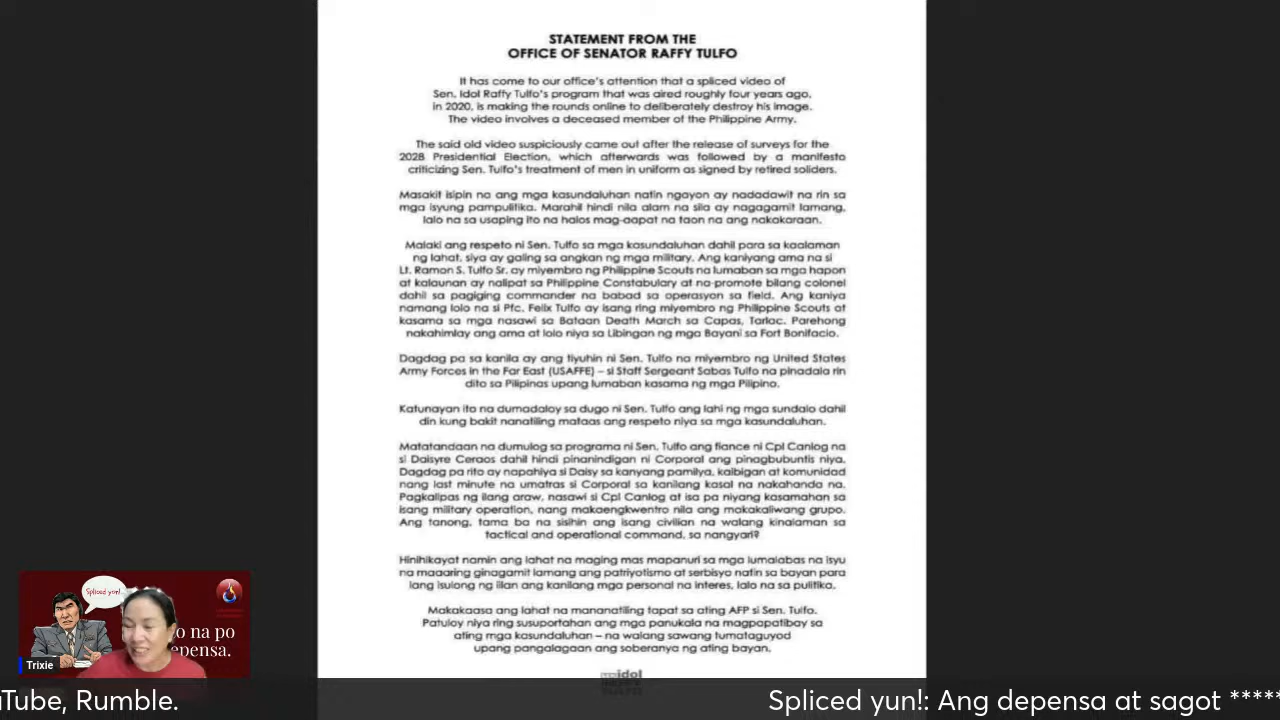 STATEMENT FROM THE
OFFICE OF SENATOR RAFFY TULFO
It has come to our office's attention that a spliced video of
Sen. Idol Raffy Tulfo's program that was aired roughly four years ago,
in 2020, is making the rounds online to deliberately destroy his image.
The video involves a deceased member of the Philippine Army.
The said old video suspiciously came out after the release of surveys for the
2028 Presidential Election, which afterwards was followed by a manifesto
criticizing Sen. Tulfo's treatment of men in uniform as signed by retired soliders.
Masakit isipin na ang mga kasundaluhan natin ngayon ay nadadawit na rin sa
mga isyung pampulitika. Marahil hindi nila alam na sila ay nagagamit lamang,
lalo na sa usaping ito na halos mag-aapat na taon na ang nakakaraan.
Malaki ang respeto ni Sen. Tulfo sa mga kasundaluhan dahil para sa kaalaman
ng lahat, siya ay galing sa angkan ng mga military. Ang kaniyang ama na si
Lt. Ramon S. Tulfo Sr. ay miyembro ng Philippine Scouts na lumaban sa mga hapon
at kalaunan ay nalipat sa Philippine Constabulary at na-promote bilang colonel
dahil sa pagiging commander na babad sa operasyon sa field. Ang kaniya
namang lolo na si Pfc. Felix Tulfo ay isang ring miyembro ng Philippine Scouts at
kasama sa mga nasawi sa Bataan Death March sa Capas, Tarlac. Parehong
nakahimlay ang ama at lolo niya sa Libingan ng mga Bayani sa Fort Bonifacio.
Dagdag pa sa kanila ay ang tiyuhin ni Sen. Tulfo na miyembro ng United States
Army Forces in the Far East (USAFFE) – si Staff Sergeant Sabas Tulfo na pinadala rin
dito sa Pilipinas upang lumaban kasama ng mga Pilipino.
Katunayan ito na dumadaloy sa dugo ni Sen. Tulfo ang lahi ng mga sundalo dahil
din kung bakit nanatiling mataas ang respeto niya sa mga kasundaluhan.
Matatandaan na dumulog sa programa ni Sen. Tulfo ang fiance ni Cpl Canlog na
si Daisyre Ceraos dahil hindi pinanindigan ni Corporal ang pinagbubuntis niya.
Dagdag pa rito ay napahiya si Daisy sa kanyang pamilya, kaibigan at komunidad
nang last minute na umatras si Corporal sa kanilang kasal na nakahanda na.
Pagkalipas ng ilang araw, nasawi si Cpl Canlog at isa pa niyang kasamahan sa
isang military operation, nang makaengkwentro nila ang makakaliwang grupo.
Ang tanong, tama ba na sisihin ang isang civilian na walang kinalaman sa
tactical and operational command, sa nangyari?
Hinihikayat namin ang lahat na maging mas mapanuri sa mga lumalabas na isyu
na maaaring ginagamit lamang ang patriyotismo at serbisyo natin sa bayan para
lang isulong ng iilan ang kanilang mga personal na interes, lalo na sa pulitika.
Makakaasa ang lahat na mananatiling tapat sa ating AFP si Sen. Tulfo.
Patuloy niya ring susuportahan ang mga panukala na magpapatibay sa
ating mga kasundaluhan – na walang sawang tumataguyod
upang pangalagaan ang soberanya ng ating bayan.
idol
Spliced yun!
o na po
epensa.
Trixie
aTube, Rumble.
Spliced yun!: Ang depensa at sagot *****